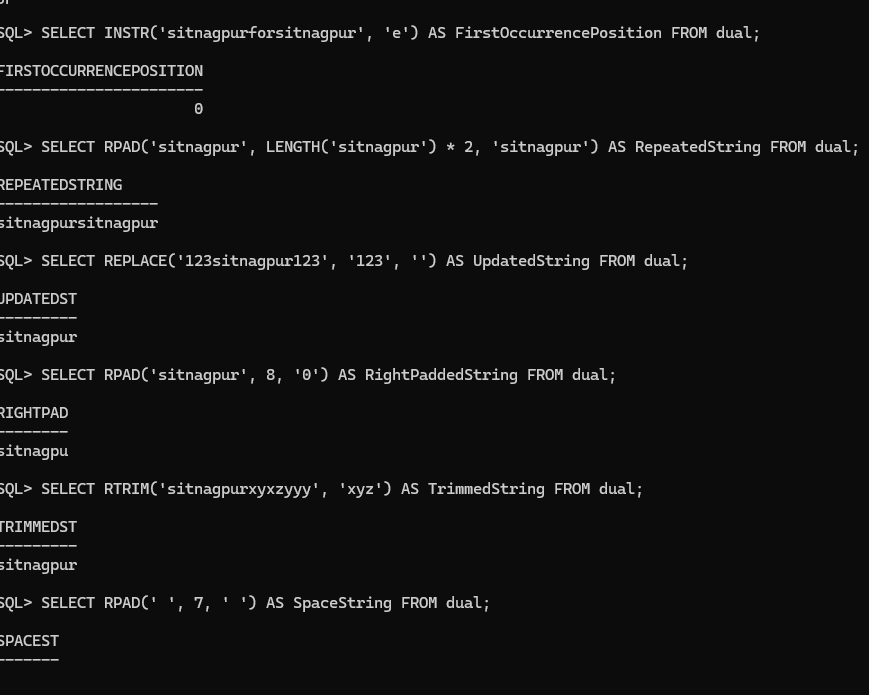 SQL> SELECT INSTR('sitnagpurforsitnagpur', 'e') AS FirstOccurrencePosition FROM dual;
FIRSTOCCURRENCEPOSITION
-----------------------
0
SQL> SELECT RPAD('sitnagpur', LENGTH('sitnagpur') * 2, 'sitnagpur') AS RepeatedString FROM dual;
REPEATEDSTRING
------------------
sitnagpursitnagpur
SQL> SELECT REPLACE('123sitnagpur123', '123', '') AS UpdatedString FROM dual;
UPDATEDST
---------
sitnagpur
SQL> SELECT RPAD('sitnagpur', 8, '0') AS RightPaddedString FROM dual;
RIGHTPAD
--------
sitnagpu
SQL> SELECT RTRIM('sitnagpurxyxzyyy', 'xyz') AS TrimmedString FROM dual;
TRIMMEDST
---------
sitnagpur
SQL> SELECT RPAD(' ', 7, ' ') AS SpaceString FROM dual;
SPACEST
-------